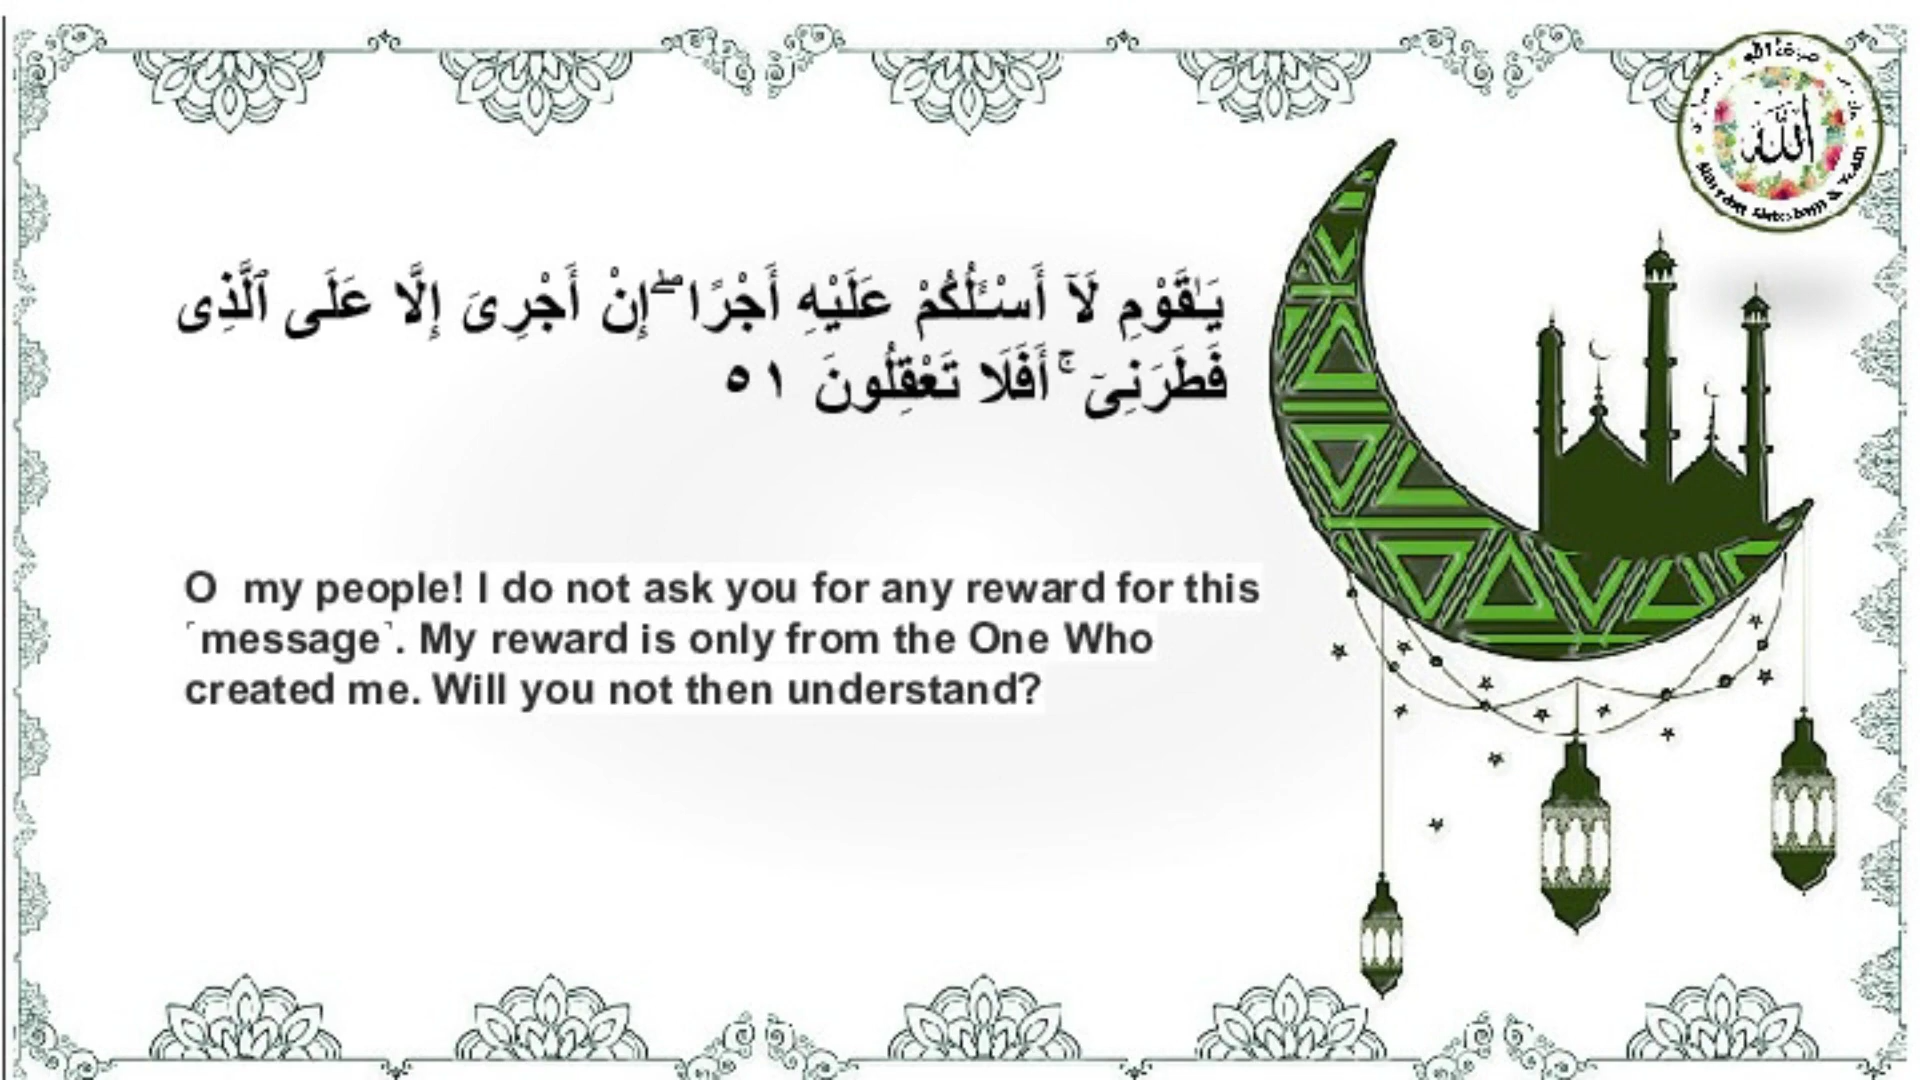 يَـٰقَوْمِ لَآ أَسْـَٔلُكُمْ عَلَيْهِ أَجْرًا ۖ إِنْ أَجْرِىَ إِلَّا عَلَى ٱلَّذِى
فَطَرَنِىٓ ۚ أَفَلَا تَعْقِلُونَ ٥١
O my people! I do not ask you for any reward for this
˹message˺. My reward is only from the One Who
created me. Will you not then understand?
الله